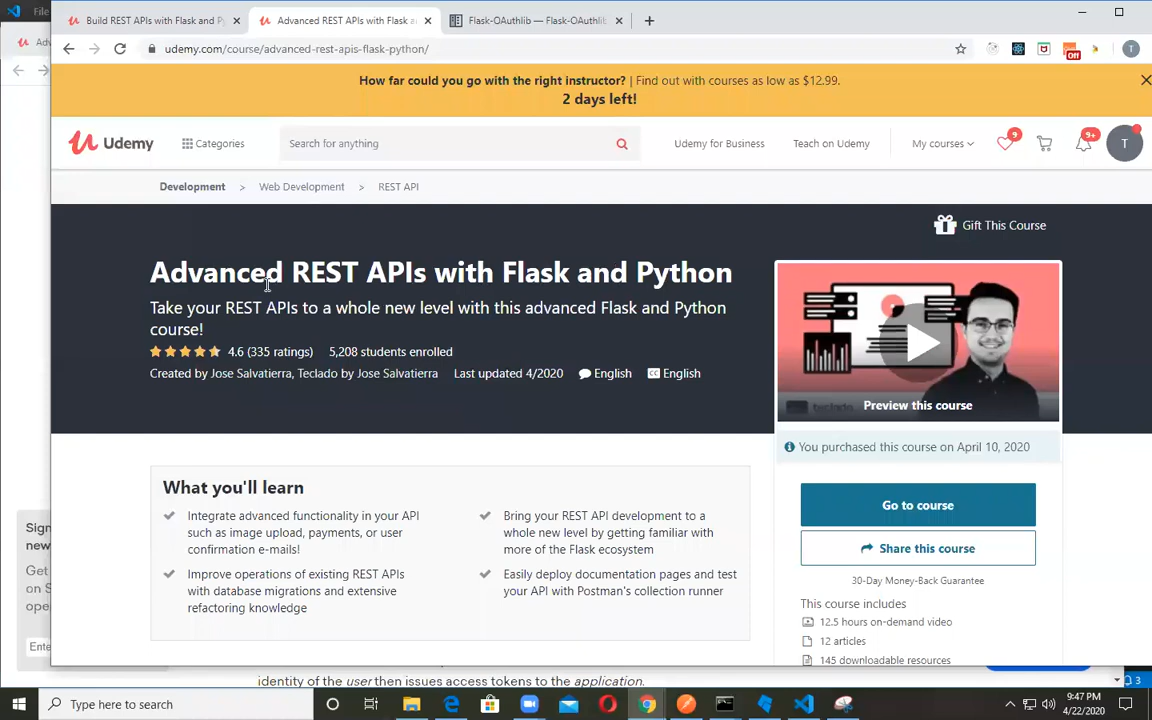 File
Build REST APIs with Flask and P
Advanced REST APIs with Flask a
Flask-OAuthlib — Flask-OAuthlib
udemy.com/course/advanced-rest-apis-flask-python/
Off
T
How far could you go with the right instructor? | Find out with courses as low as $12.99.
2 days left!
Udemy
Categories
Search for anything
Udemy for Business
Teach on Udemy
My courses
9
9+
T
Development > Web Development > REST API
Gift This Course
Advanced REST APIs with Flask and Python
Take your REST APIs to a whole new level with this advanced Flask and Python
course!
4.6 (335 ratings) 5,208 students enrolled
Created by Jose Salvatierra, Teclado by Jose Salvatierra Last updated 4/2020 English English
teclado
Preview this course
You purchased this course on April 10, 2020
Go to course
Share this course
30-Day Money-Back Guarantee
This course includes
12.5 hours on-demand video
12 articles
145 downloadable resources
What you'll learn
Integrate advanced functionality in your API
such as image upload, payments, or user
confirmation e-mails!
Improve operations of existing REST APIs
with database migrations and extensive
refactoring knowledge
Bring your REST API development to a
whole new level by getting familiar with
more of the Flask ecosystem
Easily deploy documentation pages and test
your API with Postman's collection runner
Sign
new
Get
on S
ope
Ente
identity of the user then issues access tokens to the application.
3
Type here to search
9:47 PM
4/22/2020